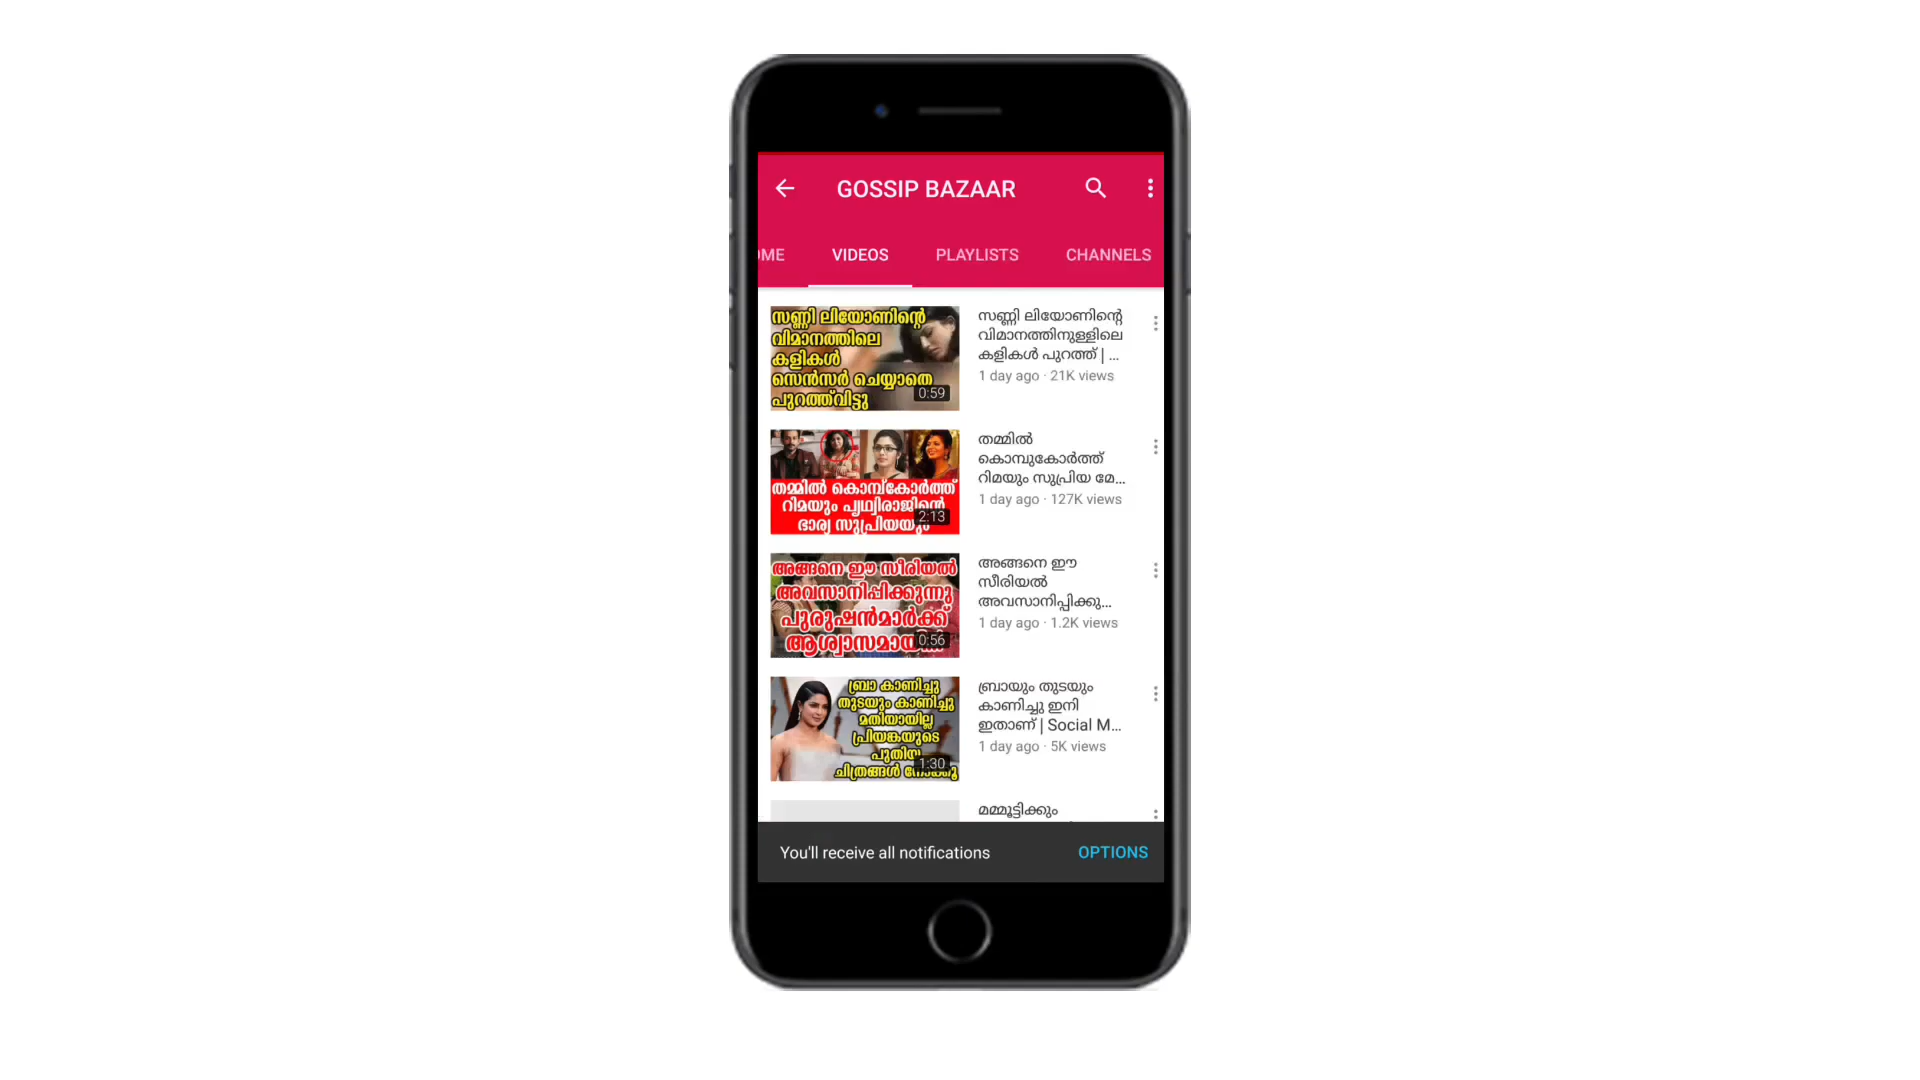 GOSSIP BAZAAR
OME VIDEOS PLAYLISTS CHANNELS
സണ്ണി ലിയോണിന്റെ
വിമാനത്തിലെ
കളികൾ
സെൻസർ ചെയ്യാതെ
പുറത്ത്‌വിട്ടു
0:59
സണ്ണി ലിയോണിന്റെ
വിമാനത്തിനുള്ളിലെ
കളികൾ പുറത്ത് | ...
1 day ago · 21K views
തമ്മിൽ കൊമ്പ്കോർത്ത്
റിമയും പൃഥ്വിരാജിന്റെ
ഭാര്യ സുപ്രിയയും
2:13
തമ്മിൽ
കൊമ്പുകോർത്ത്
റിമയും സുപ്രിയ മേ...
1 day ago · 127K views
അങ്ങനെ ഈ സീരിയൽ
അവസാനിപ്പിക്കുന്നു
പുരുഷൻമാർക്ക്
0:56
അങ്ങനെ ഈ
സീരിയൽ
അവസാനിപ്പിക്കു...
1 day ago · 1.2K views
ബ്രാ കാണിച്ചു
തുടയും കാണിച്ചു
മതിയായില്ല
പ്രിയങ്കയുടെ
പുതിയ
ചിത്രങ്ങൾ നോക്കൂ
1:30
ബ്രായും തുടയും
കാണിച്ചു ഇനി
ഇതാണ് | Social M...
1 day ago · 5K views
മമ്മൂട്ടിക്കും
You'll receive all notifications OPTIONS